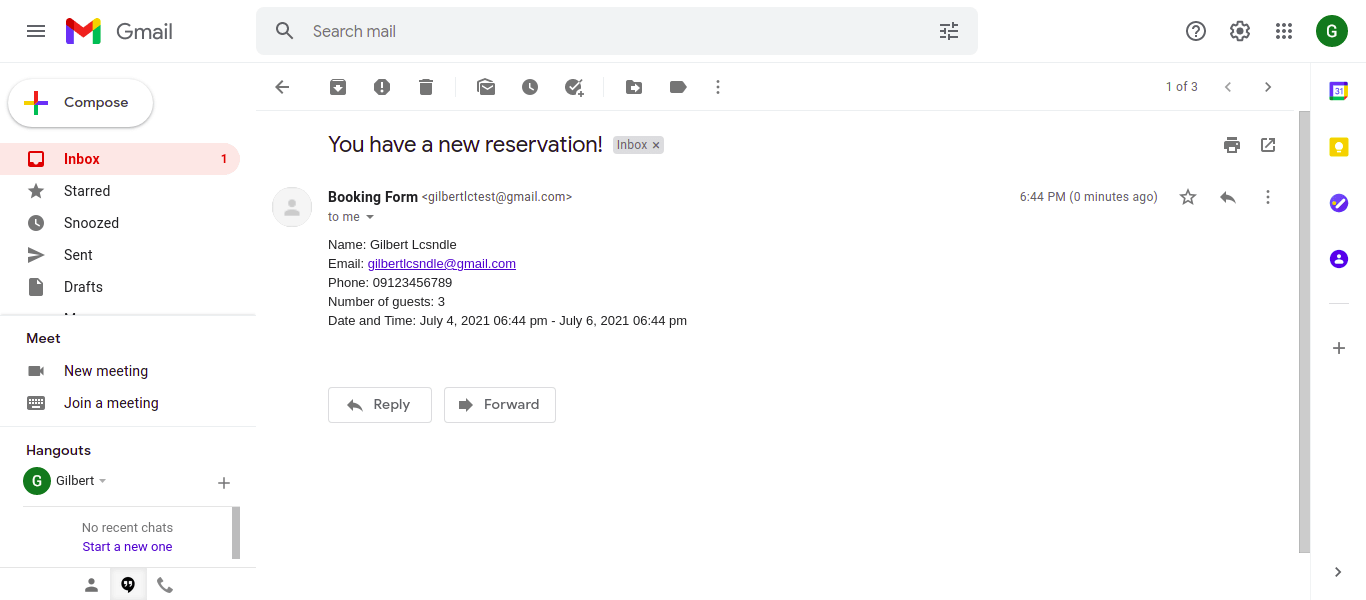 Gmail
Search mail
G
Compose
1 of 3
31
Inbox 1
Starred
Snoozed
Sent
Drafts
Meet
New meeting
Join a meeting
Hangouts
G Gilbert
No recent chats
Start a new one
You have a new reservation! Inbox ×
Booking Form <gilbertlctest@gmail.com> 6:44 PM (0 minutes ago)
to me
Name: Gilbert Lcsndle
Email: gilbertlcsndle@gmail.com
Phone: 09123456789
Number of guests: 3
Date and Time: July 4, 2021 06:44 pm - July 6, 2021 06:44 pm
Reply Forward